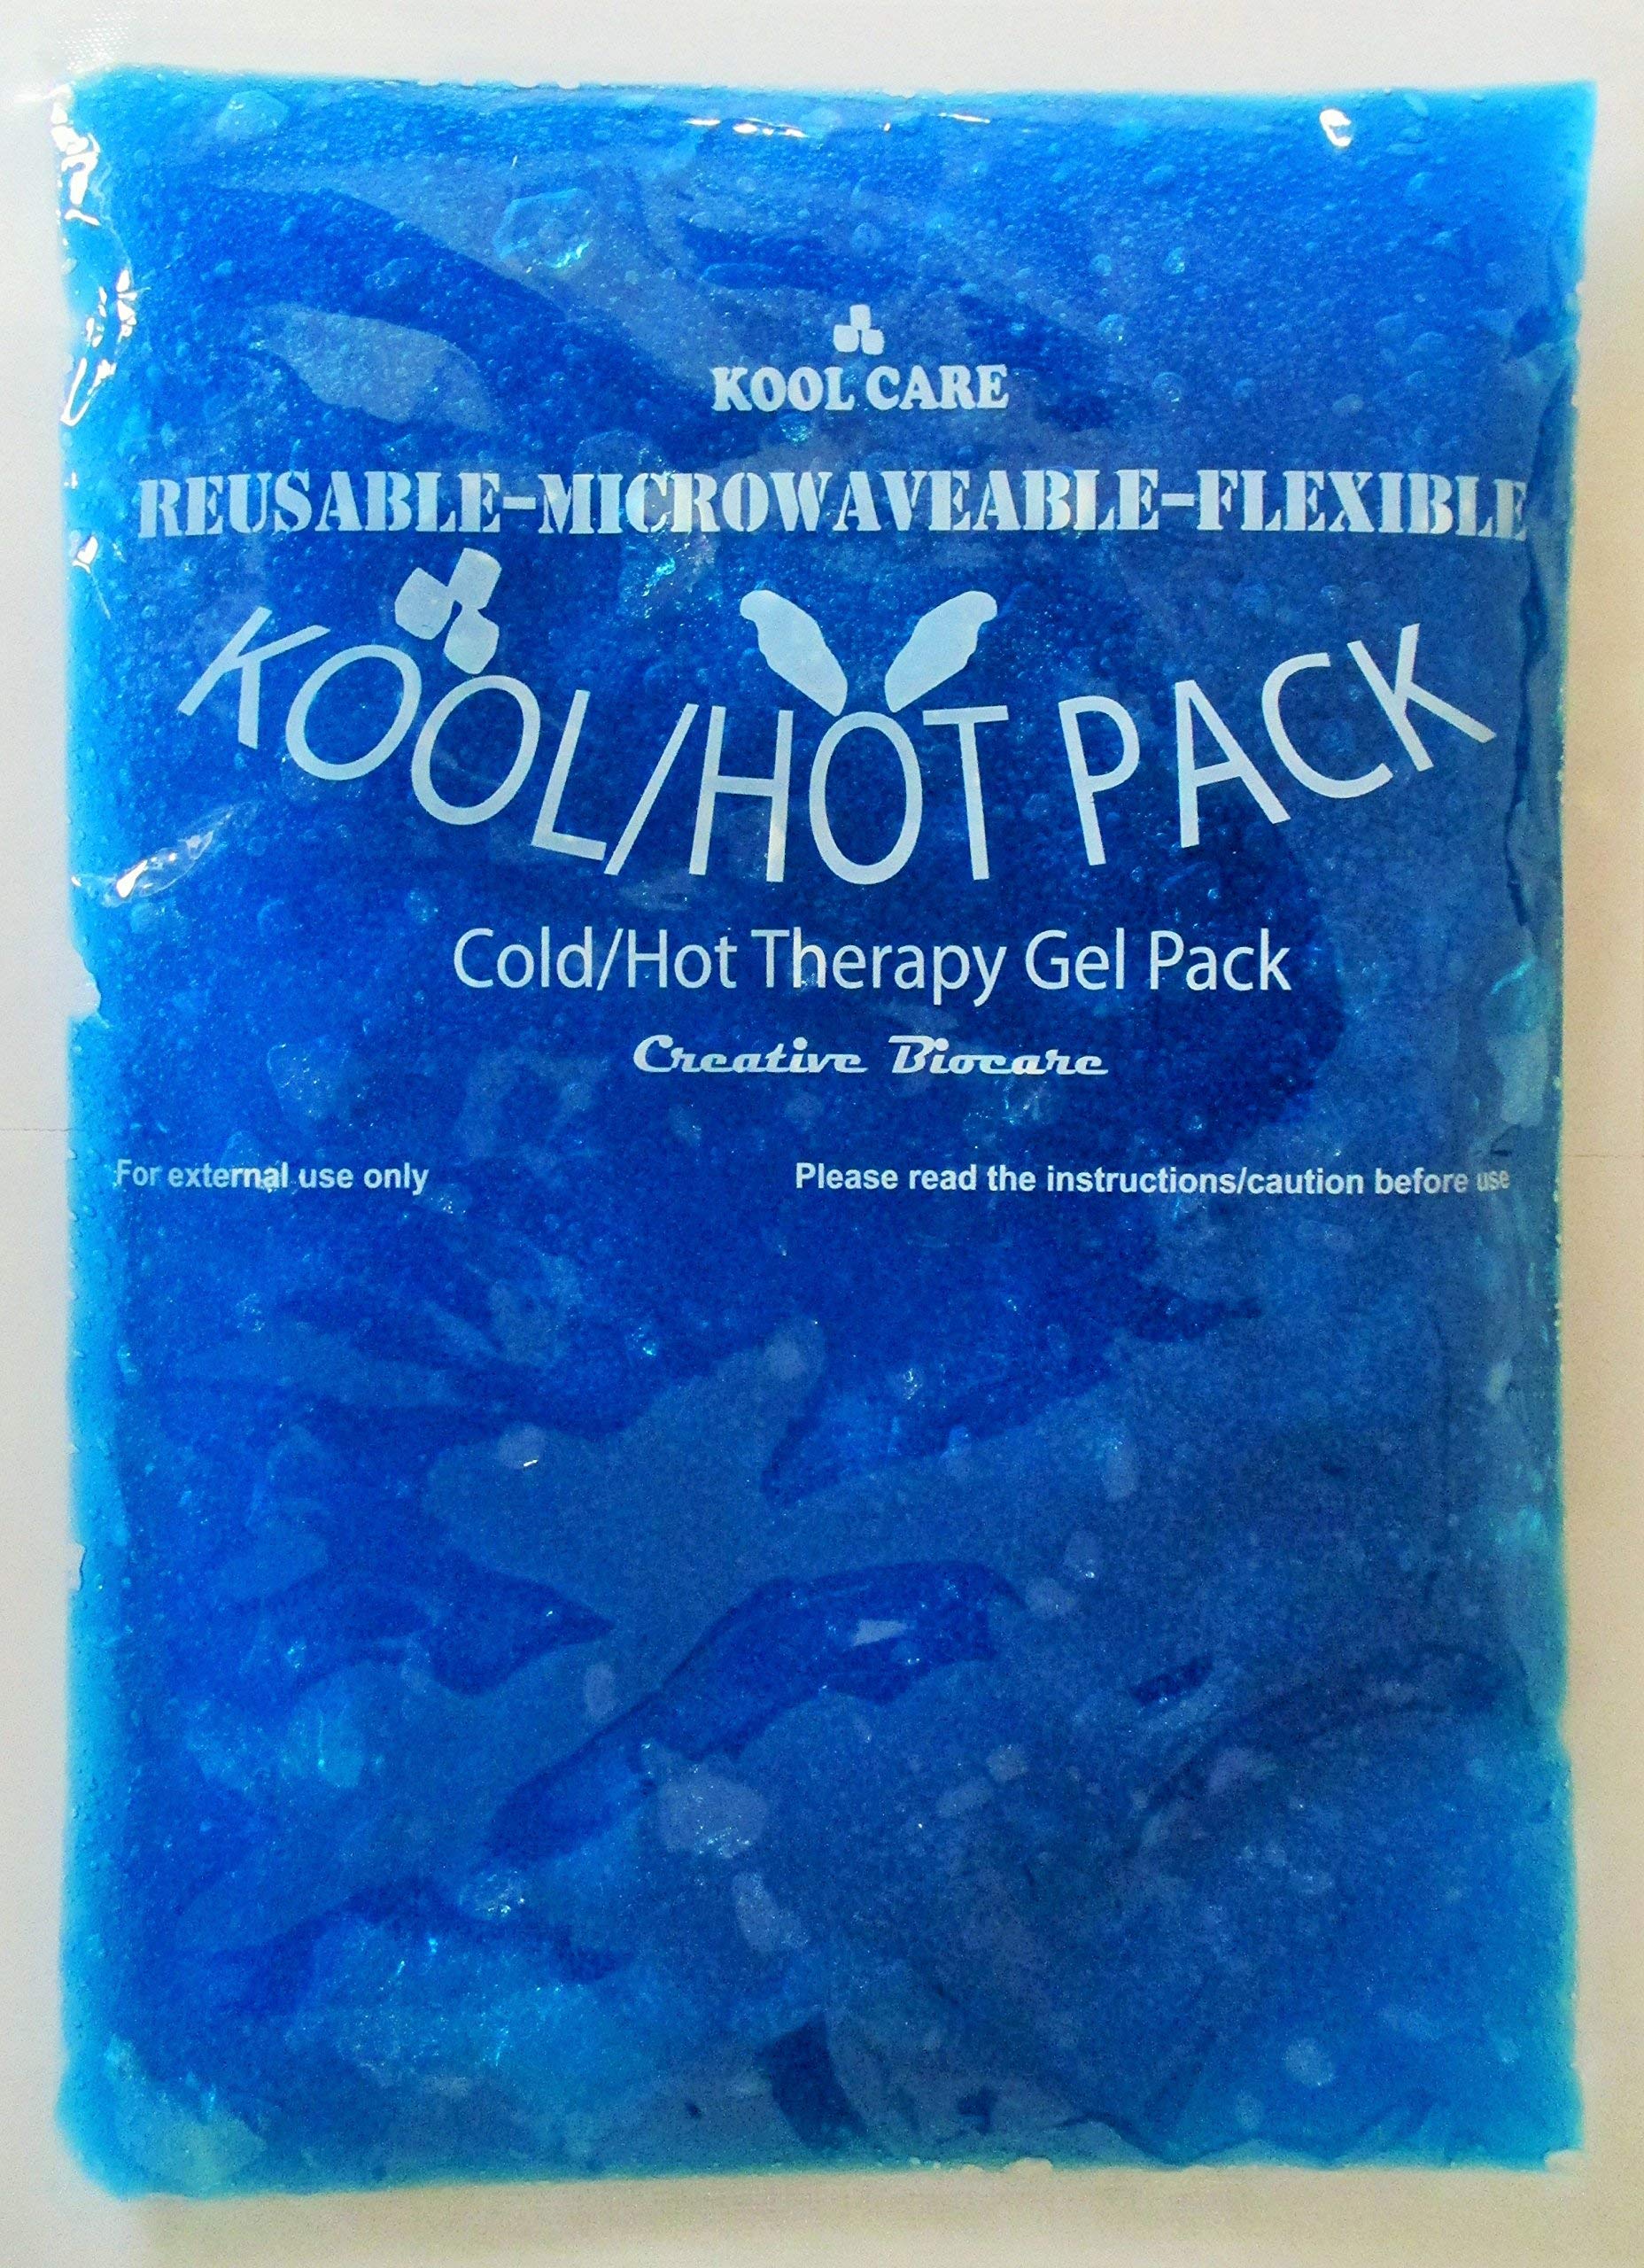 KOOL CARE
REUSABLE-MICROWAVEABLE-FLEXIBLE
KOOL/HOT PACK
Cold/Hot Therapy Gel Pack
Creative Biocare
For external use only
Please read the instructions/caution before use